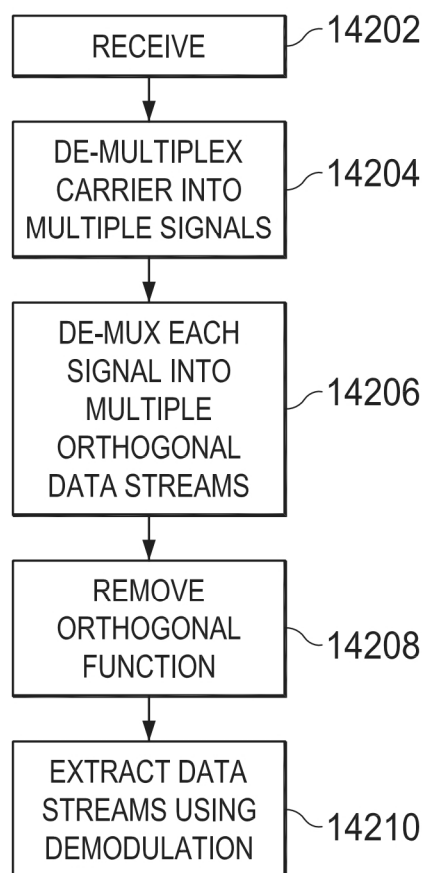 RECEIVE
14202
DE-MULTIPLEX
CARRIER INTO
MULTIPLE SIGNALS
14204
DE-MUX EACH
SIGNAL INTO
MULTIPLE
ORTHOGONAL
DATA STREAMS
14206
REMOVE
ORTHOGONAL
FUNCTION
14208
EXTRACT DATA
STREAMS USING
DEMODULATION
14210